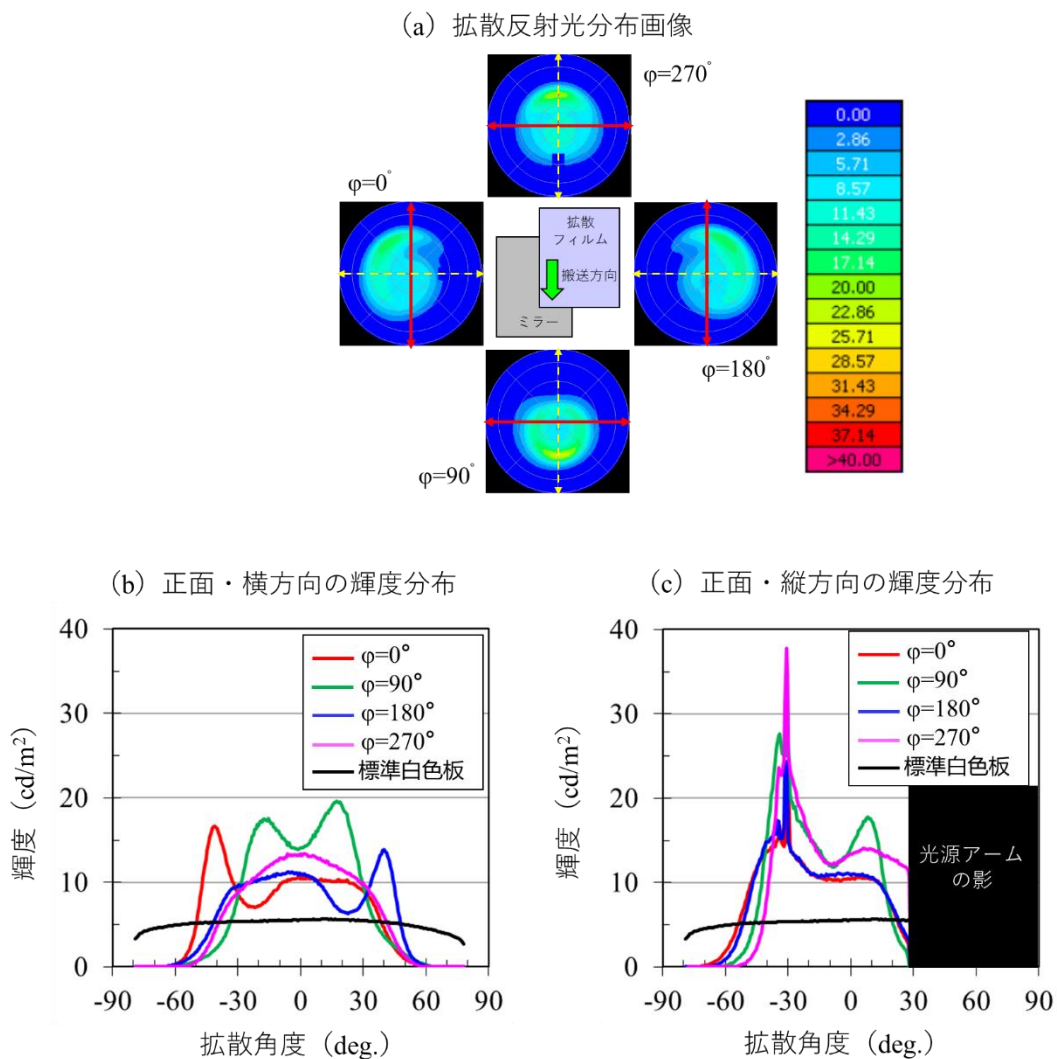 (a) 拡散反射光分布画像
φ=270°
φ=0°
拡散
フィルム
搬送方向
ミラー
φ=180°
φ=90°
0.00
2.86
5.71
8.57
11.43
14.29
17.14
20.00
22.86
25.71
28.57
31.43
34.29
37.14
>40.00
(b) 正面・横方向の輝度分布
40
30
20
10
0
輝度 (cd/m²)
φ=0°
φ=90°
φ=180°
φ=270°
標準白色板
-90 -60 -30 0 30 60 90
拡散角度 (deg.)
(c) 正面・縦方向の輝度分布
40
30
20
10
0
輝度 (cd/m²)
φ=0°
φ=90°
φ=180°
φ=270°
標準白色板
光源アーム
の影
-90 -60 -30 0 30 60 90
拡散角度 (deg.)